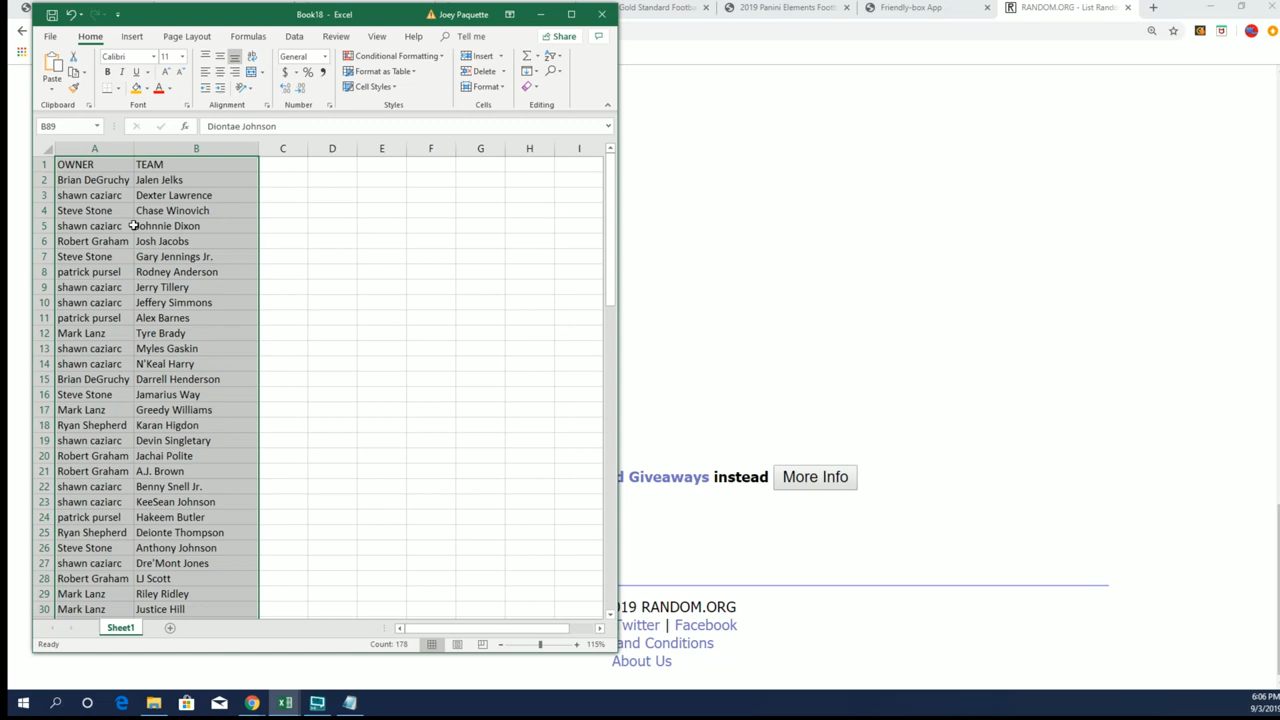 Book18 - Excel
Joey Paquette
Gold Standard Footba
2019 Panini Elements Footb
Friendly-box App
RANDOM.ORG - List Rando
File Home Insert Page Layout Formulas Data Review View Help Tell me Share
Paste
Calibri 11
General
Conditional Formatting
Format as Table
Cell Styles
Insert
Delete
Format
Clipboard Font Alignment Number Styles Cells Editing
B89 Diontae Johnson
A B C D E F G H I
1 OWNER TEAM
2 Brian DeGruchy Jalen Jelks
3 shawn caziarc Dexter Lawrence
4 Steve Stone Chase Winovich
5 shawn caziarc Johnnie Dixon
6 Robert Graham Josh Jacobs
7 Steve Stone Gary Jennings Jr.
8 patrick pursel Rodney Anderson
9 shawn caziarc Jerry Tillery
10 shawn caziarc Jeffery Simmons
11 patrick pursel Alex Barnes
12 Mark Lanz Tyre Brady
13 shawn caziarc Myles Gaskin
14 shawn caziarc N'Keal Harry
15 Brian DeGruchy Darrell Henderson
16 Steve Stone Jamarius Way
17 Mark Lanz Greedy Williams
18 Ryan Shepherd Karan Higdon
19 shawn caziarc Devin Singletary
20 Robert Graham Jachai Polite
21 Robert Graham A.J. Brown
22 shawn caziarc Benny Snell Jr.
23 shawn caziarc KeeSean Johnson
24 patrick pursel Hakeem Butler
25 Ryan Shepherd Deionte Thompson
26 Steve Stone Anthony Johnson
27 shawn caziarc Dre'Mont Jones
28 Robert Graham LJ Scott
29 Mark Lanz Riley Ridley
30 Mark Lanz Justice Hill
Sheet1
Ready Count: 178 115%
d Giveaways instead More Info
019 RANDOM.ORG
Twitter | Facebook
and Conditions
About Us
6:06 PM
9/3/2019